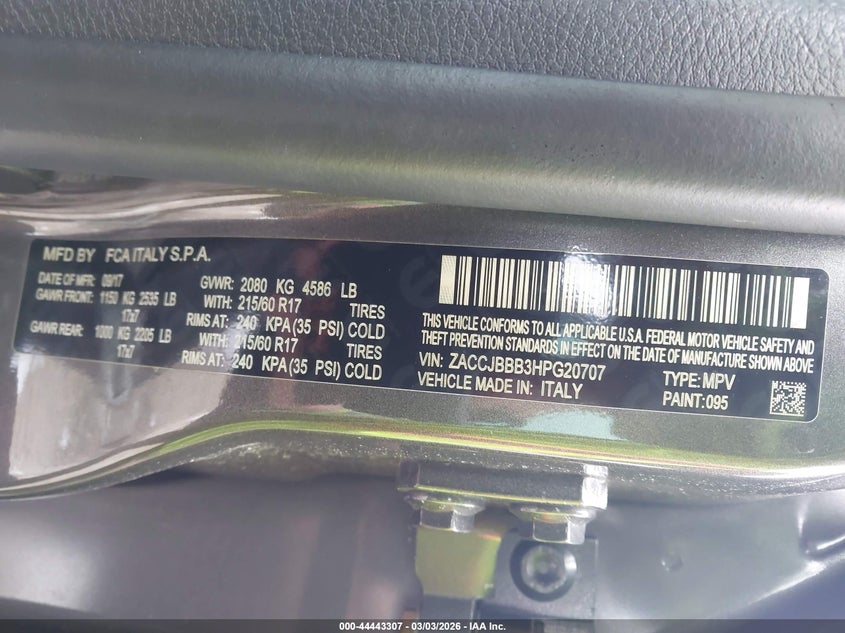 MFD BY FCA ITALY S.P.A.
DATE OF MFR: 09/17 GVWR: 2080 KG 4586 LB
GAWR FRONT: 1150 KG 2535 LB WITH: 215/60 R17 TIRES
17x7 RIMS AT: 240 KPA (35 PSI) COLD
GAWR REAR: 1000 KG 2205 LB WITH: 215/60 R17 TIRES
17x7 RIMS AT: 240 KPA (35 PSI) COLD
THIS VEHICLE CONFORMS TO ALL APPLICABLE U.S.A. FEDERAL MOTOR VEHICLE SAFETY AND
THEFT PREVENTION STANDARDS IN EFFECT ON THE DATE OF MANUFACTURE SHOWN ABOVE
VIN: ZACCJBBB3HPG20707 TYPE: MPV
VEHICLE MADE IN: ITALY PAINT: 095
000-44443307 - 03/03/2026 - IAA Inc.